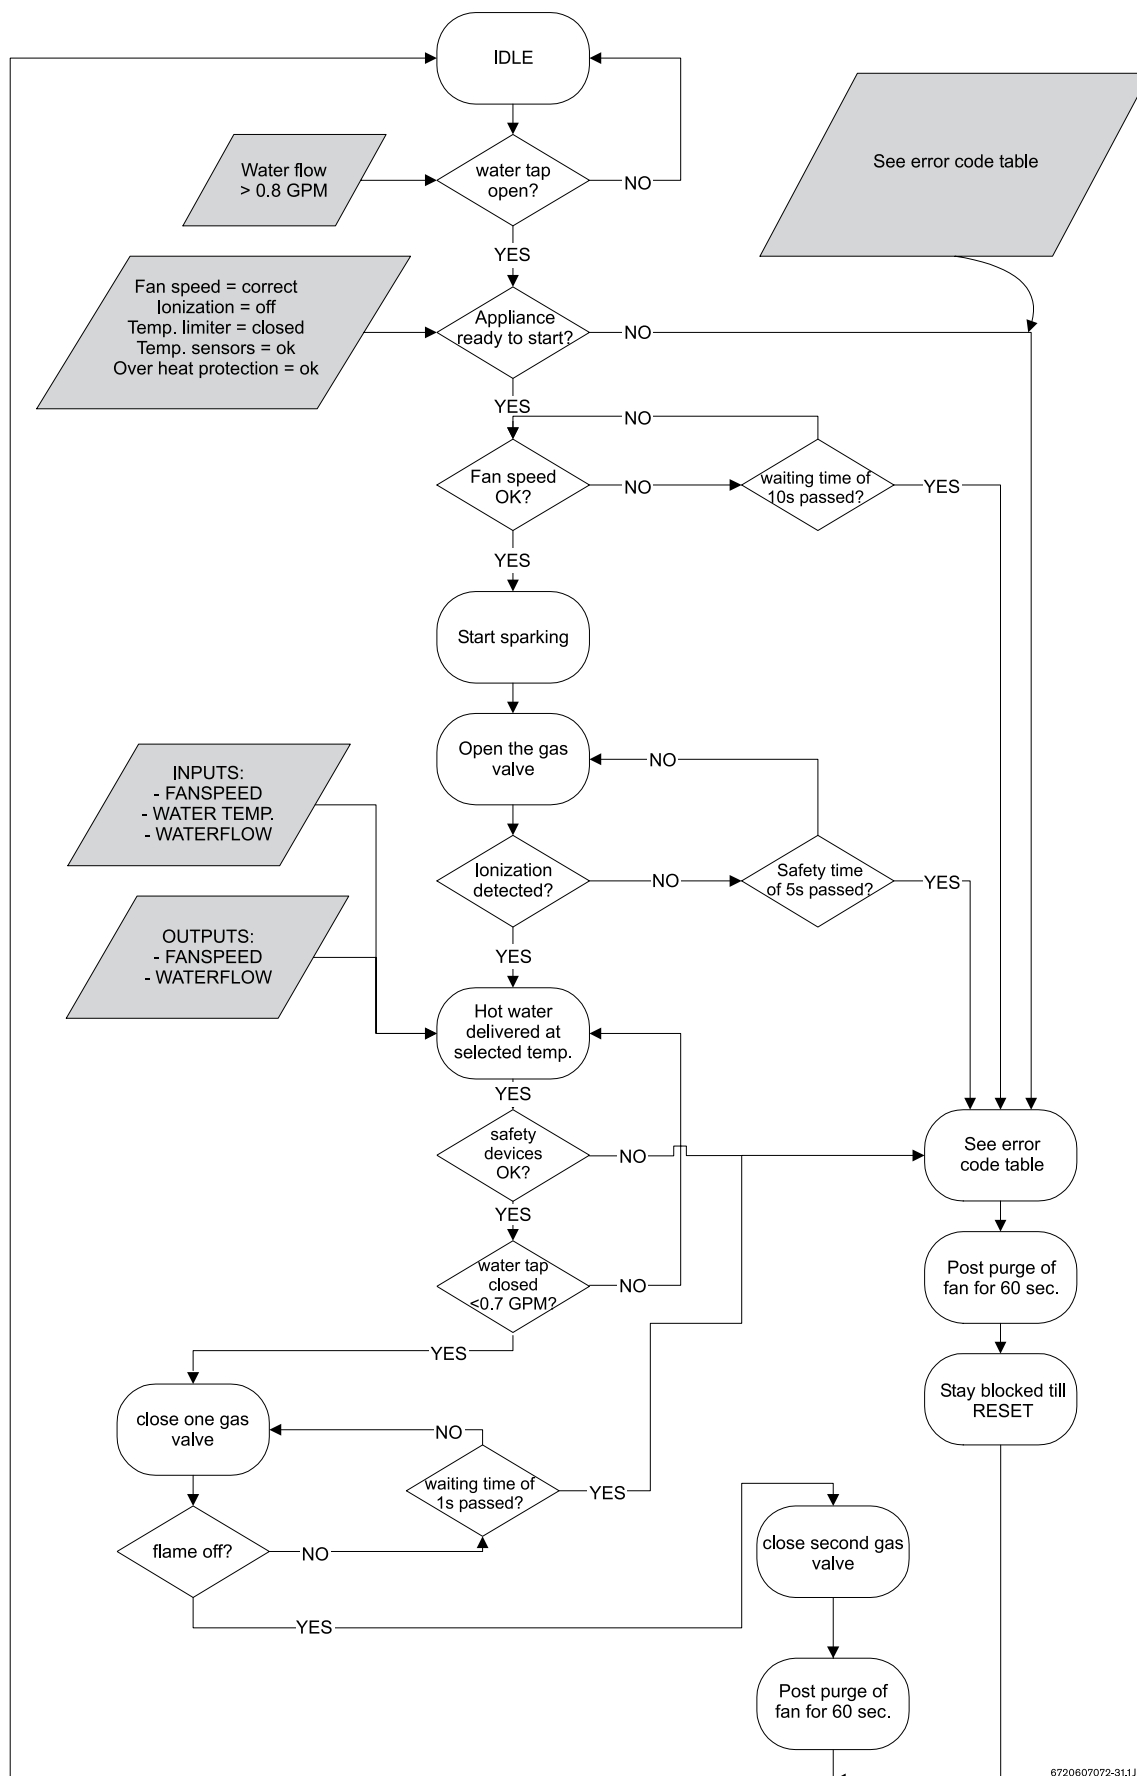 IDLE
See error code table
Water flow
> 0.8 GPM
water tap
open?
NO
YES
Fan speed = correct
Ionization = off
Temp. limiter = closed
Temp. sensors = ok
Over heat protection = ok
Appliance
ready to start?
NO
YES
NO
Fan speed
OK?
NO
waiting time of
10s passed?
YES
YES
Start sparking
Open the gas
valve
NO
INPUTS:
- FANSPEED
- WATER TEMP.
- WATERFLOW
Ionization
detected?
NO
Safety time
of 5s passed?
YES
YES
OUTPUTS:
- FANSPEED
- WATERFLOW
Hot water
delivered at
selected temp.
YES
safety
devices
OK?
NO
See error
code table
YES
water tap
closed
<0.7 GPM?
NO
Post purge of
fan for 60 sec.
YES
Stay blocked till
RESET
close one gas
valve
NO
waiting time of
1s passed?
YES
flame off?
NO
close second gas
valve
YES
Post purge of
fan for 60 sec.
6720607072-31.1J